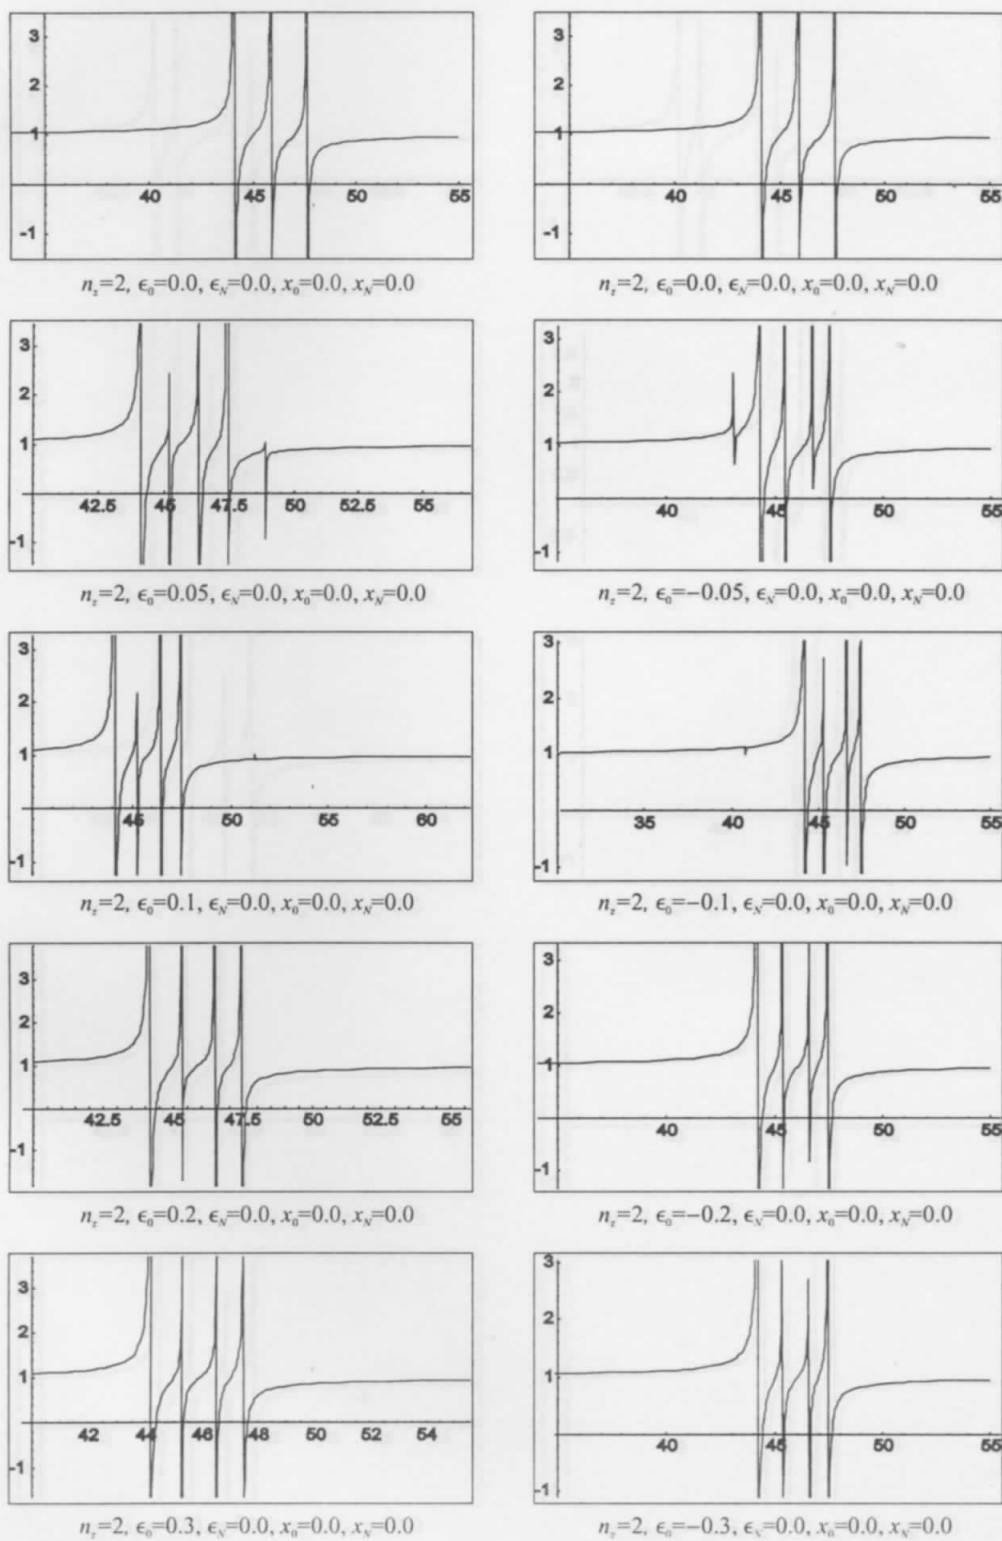 3 2 1 -1 40 45 50 55
3 2 1 -1 40 45 50 55
n_z=2, ϵ_0=0.0, ϵ_N=0.0, x_0=0.0, x_N=0.0
n_z=2, ϵ_0=0.0, ϵ_N=0.0, x_0=0.0, x_N=0.0
3 2 1 -1 42.5 45 47.5 50 52.5 55
3 2 1 -1 40 45 50 55
n_z=2, ϵ_0=0.05, ϵ_N=0.0, x_0=0.0, x_N=0.0
n_z=2, ϵ_0=−0.05, ϵ_N=0.0, x_0=0.0, x_N=0.0
3 2 1 -1 45 50 55 60
3 2 1 -1 35 40 45 50 55
n_z=2, ϵ_0=0.1, ϵ_N=0.0, x_0=0.0, x_N=0.0
n_z=2, ϵ_0=−0.1, ϵ_N=0.0, x_0=0.0, x_N=0.0
3 2 1 -1 42.5 45 47.5 50 52.5 55
3 2 1 -1 40 45 50 55
n_z=2, ϵ_0=0.2, ϵ_N=0.0, x_0=0.0, x_N=0.0
n_z=2, ϵ_0=−0.2, ϵ_N=0.0, x_0=0.0, x_N=0.0
3 2 1 -1 42 44 46 48 50 52 54
3 2 1 -1 40 45 50 55
n_z=2, ϵ_0=0.3, ϵ_N=0.0, x_0=0.0, x_N=0.0
n_z=2, ϵ_0=−0.3, ϵ_N=0.0, x_0=0.0, x_N=0.0